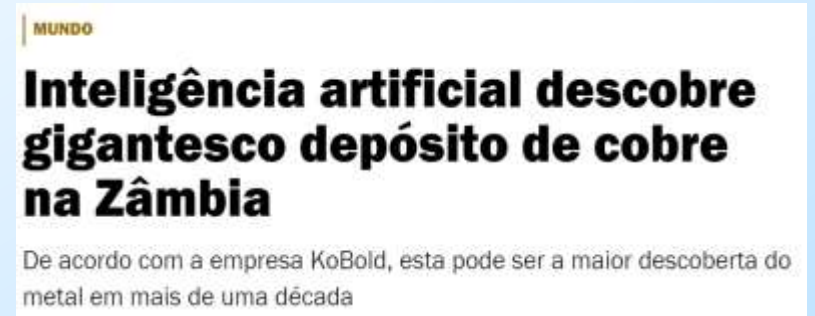 MUNDO
Inteligência artificial descobre
gigantesco depósito de cobre
na Zâmbia
De acordo com a empresa KoBold, esta pode ser a maior descoberta do
metal em mais de uma década